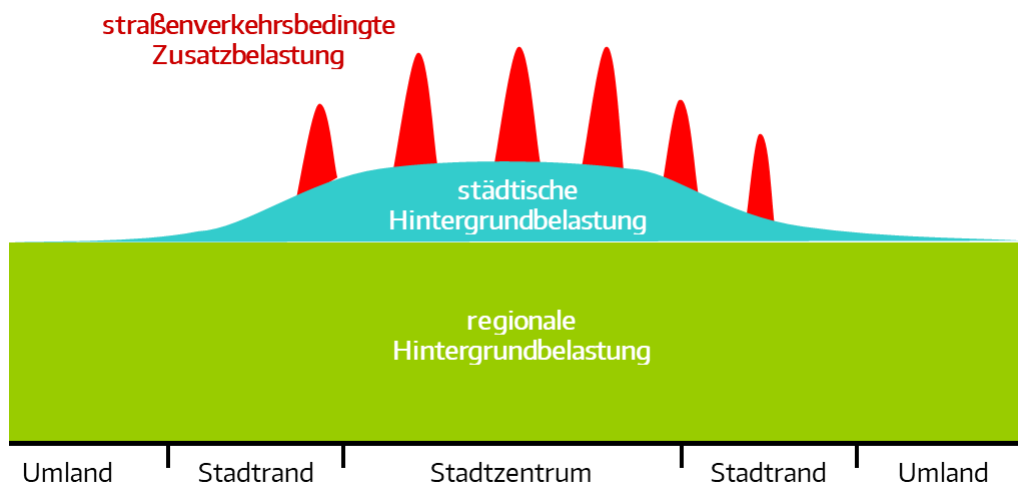 straßenverkehrsbedingte
Zusatzbelastung
städtische
Hintergrundbelastung
regionale
Hintergrundbelastung
Umland
Stadtrand
Stadtzentrum
Stadtrand
Umland